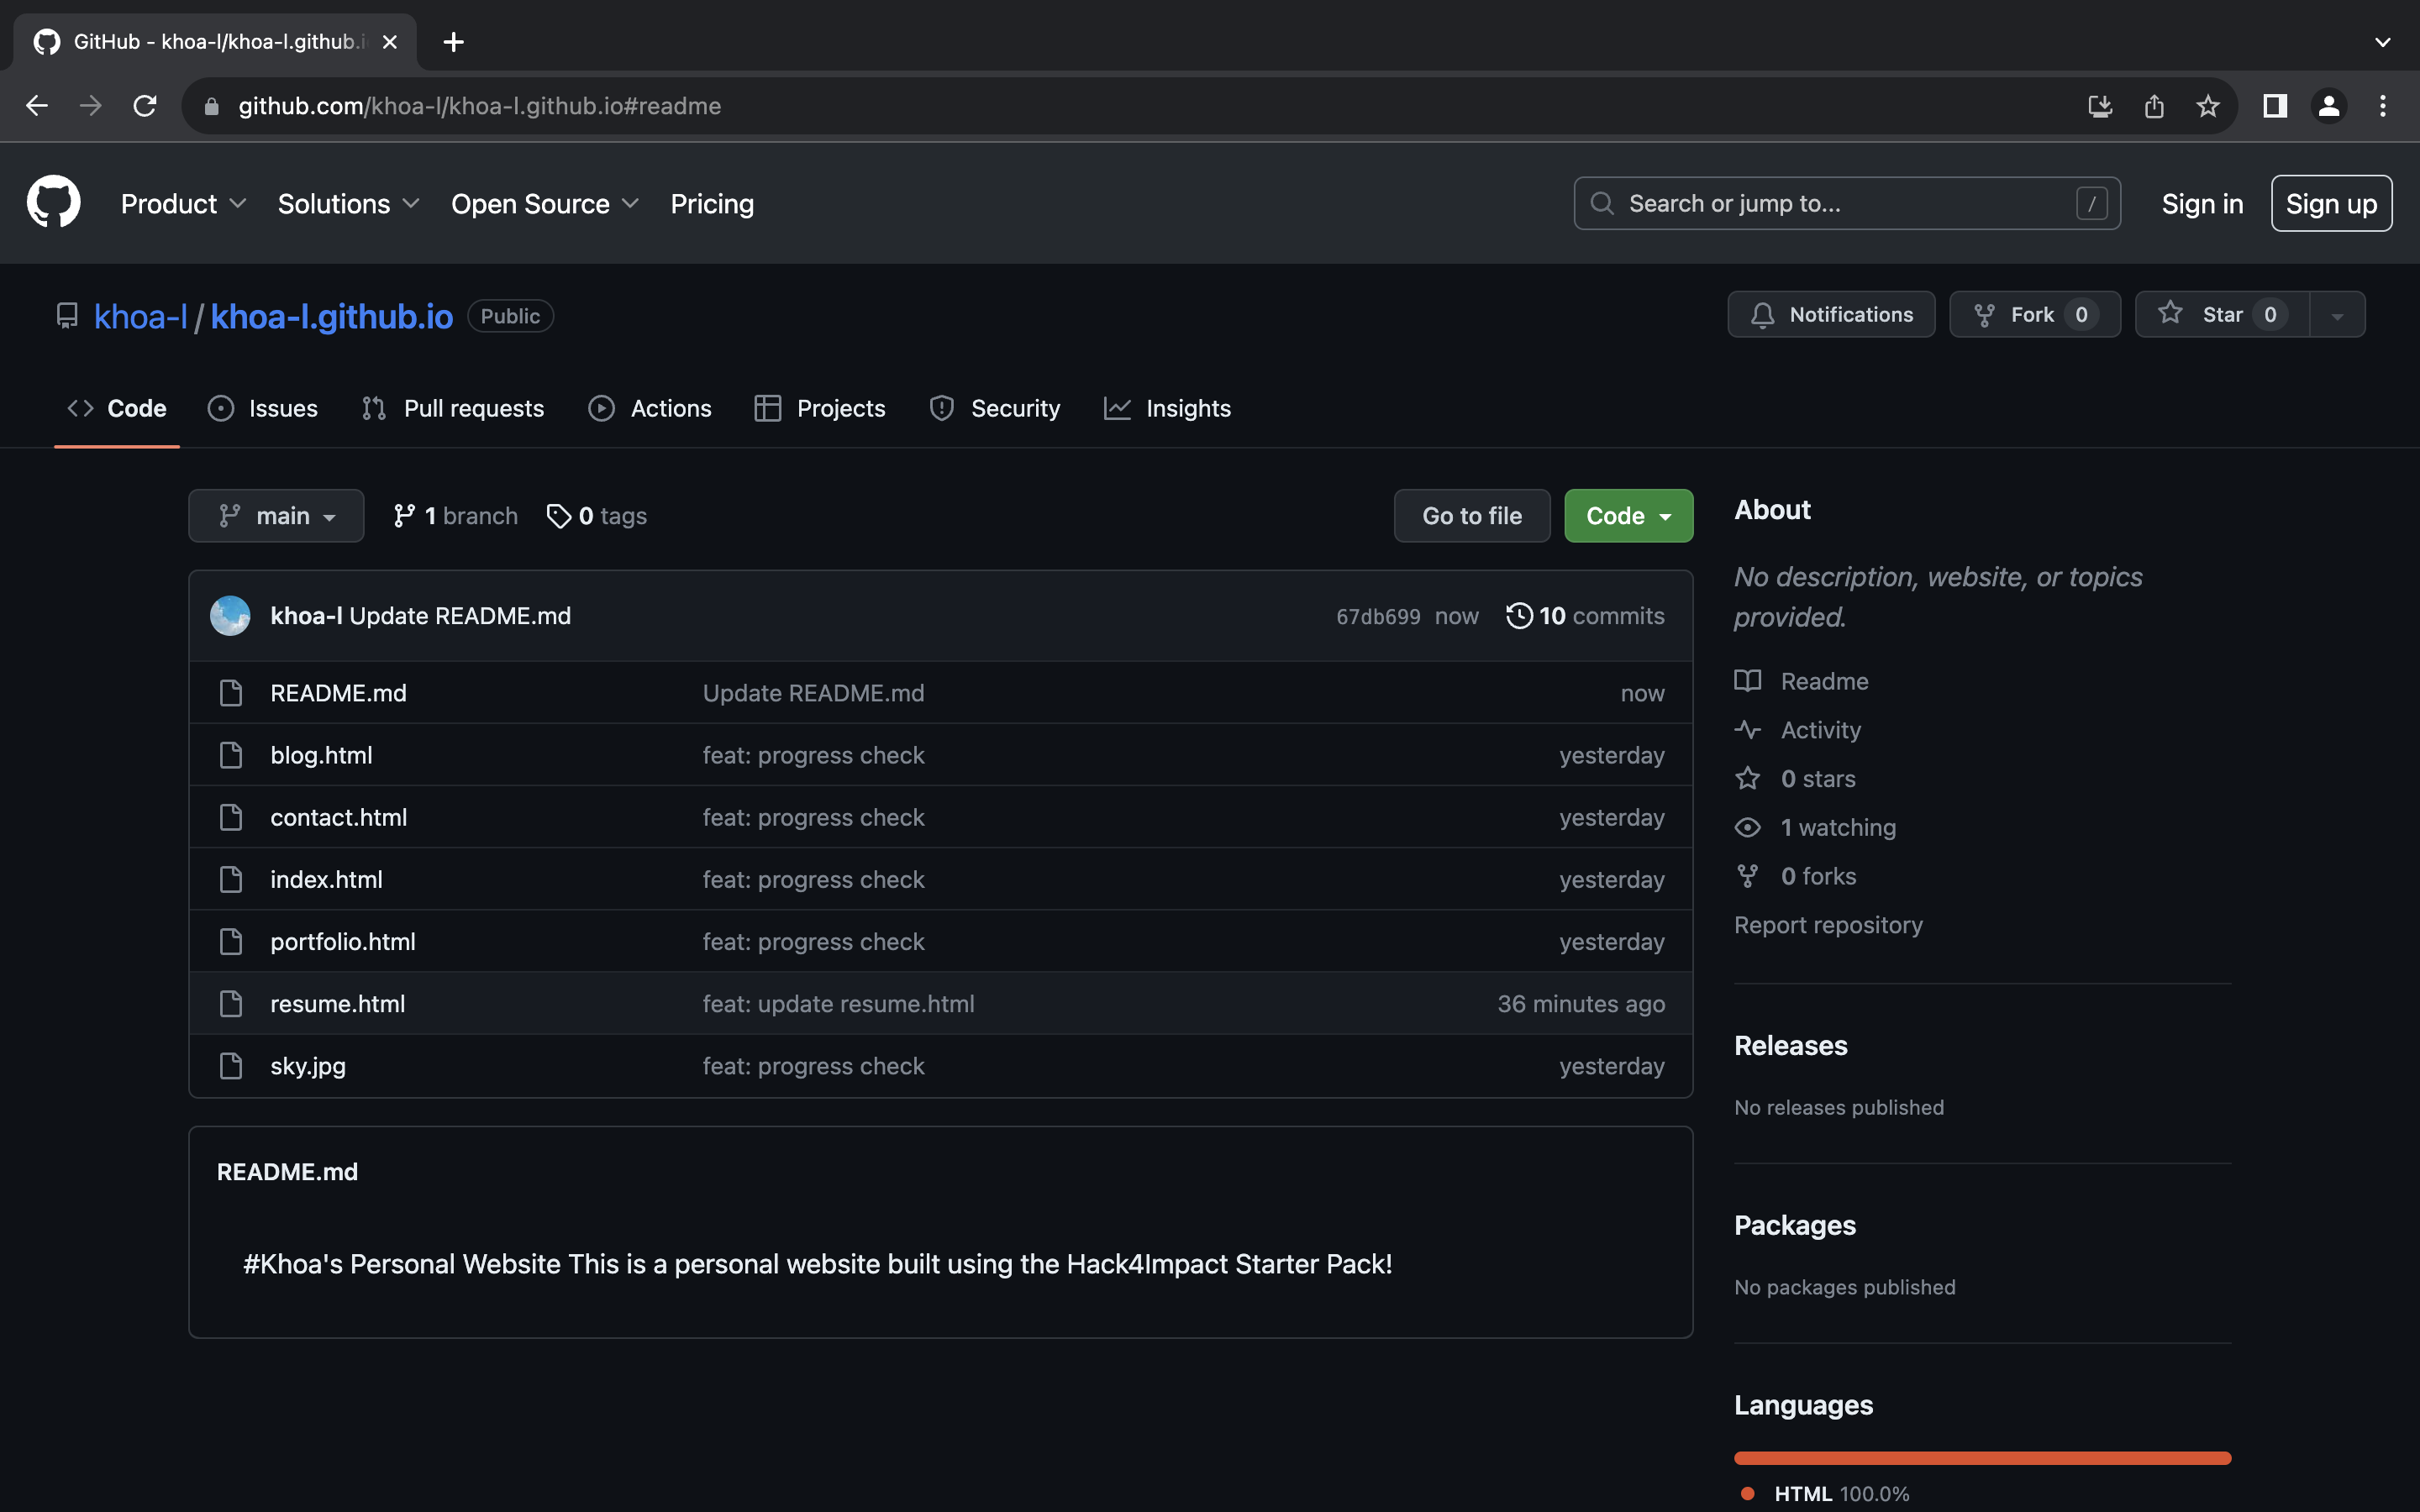 GitHub - khoa-l/khoa-l.github.i
github.com/khoa-l/khoa-l.github.io#readme
Product Solutions Open Source Pricing Search or jump to... / Sign in Sign up
khoa-l / khoa-l.github.io Public Notifications Fork 0 Star 0
Code Issues Pull requests Actions Projects Security Insights
main 1 branch 0 tags Go to file Code
khoa-l Update README.md 67db699 now 10 commits
README.md Update README.md now
blog.html feat: progress check yesterday
contact.html feat: progress check yesterday
index.html feat: progress check yesterday
portfolio.html feat: progress check yesterday
resume.html feat: update resume.html 36 minutes ago
sky.jpg feat: progress check yesterday
README.md
#Khoa's Personal Website This is a personal website built using the Hack4Impact Starter Pack!
About
No description, website, or topics
provided.
Readme
Activity
0 stars
1 watching
0 forks
Report repository
Releases
No releases published
Packages
No packages published
Languages
HTML 100.0%